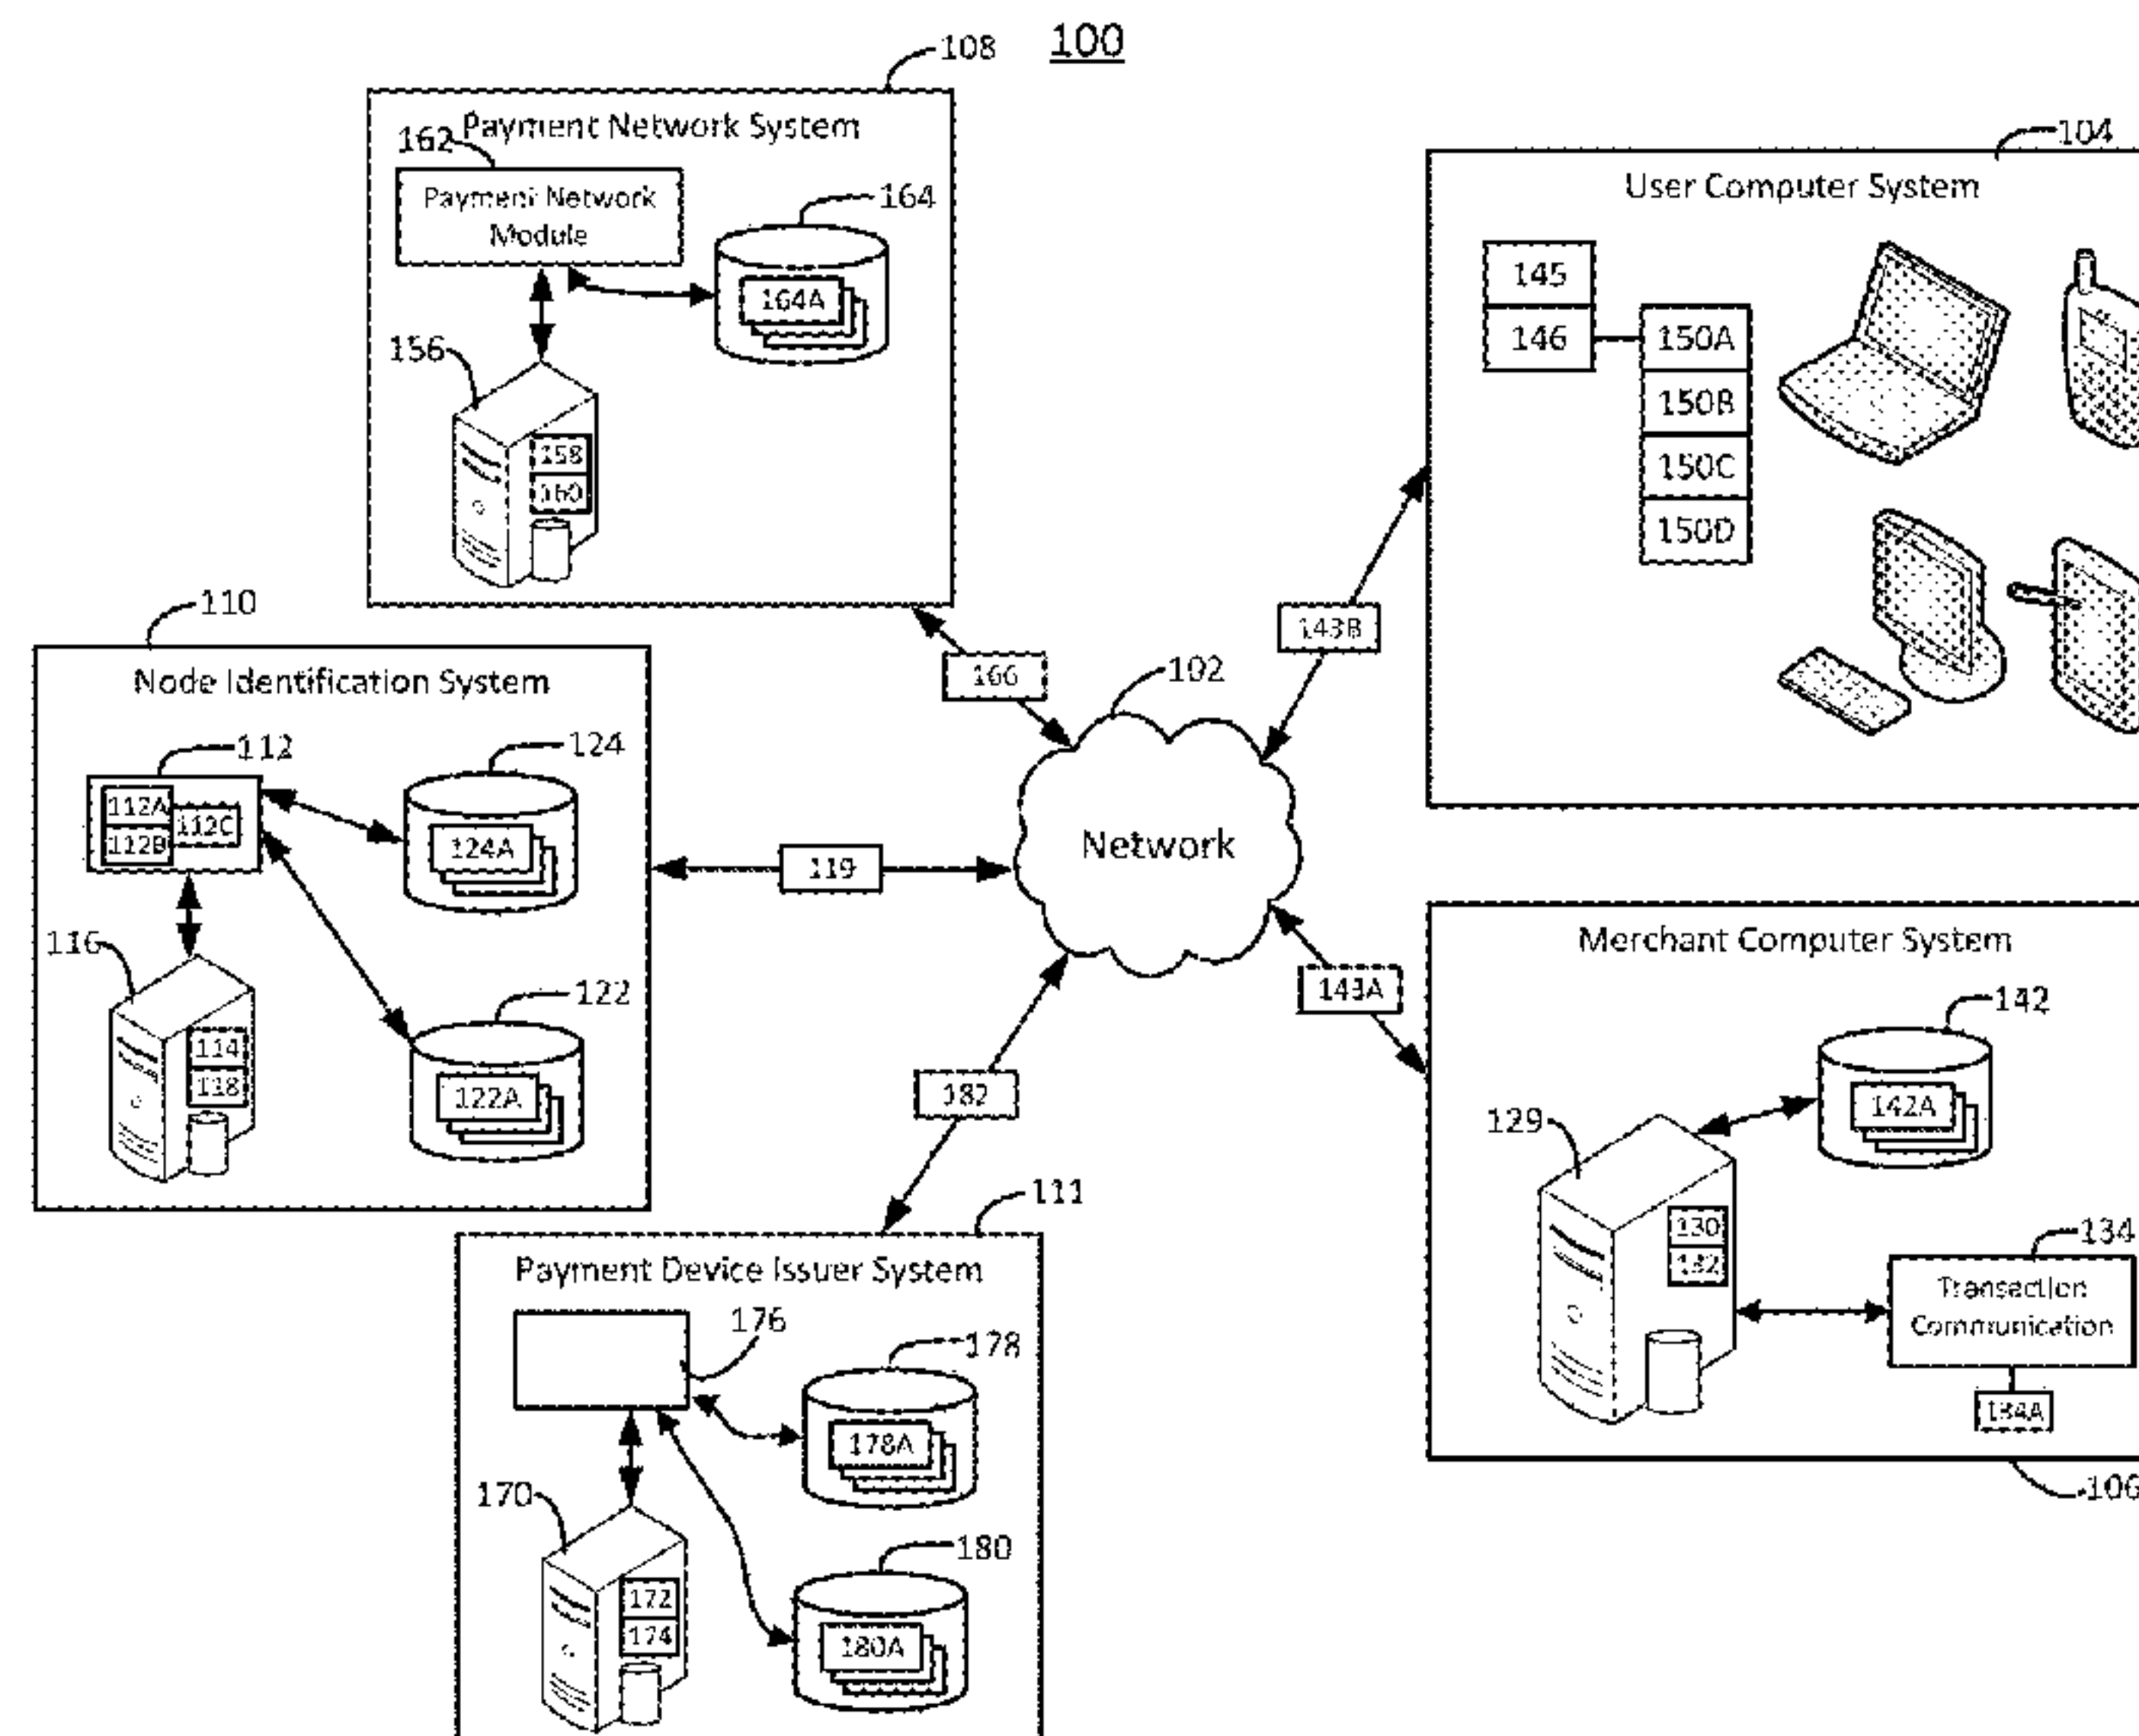 100
108
Payment Network System
162
Payment Network
Module
164
164A
156
158
160
104
User Computer System
145
146
150A
150B
150C
150D
143B
166
102
Network
110
Node Identification System
112
112A
112B
112C
124
124A
119
116
114
118
122
122A
182
143A
Merchant Computer System
142
142A
129
130
132
134
Transaction
Communication
134A
106
111
Payment Device Issuer System
176
178
178A
170
172
174
180
180A